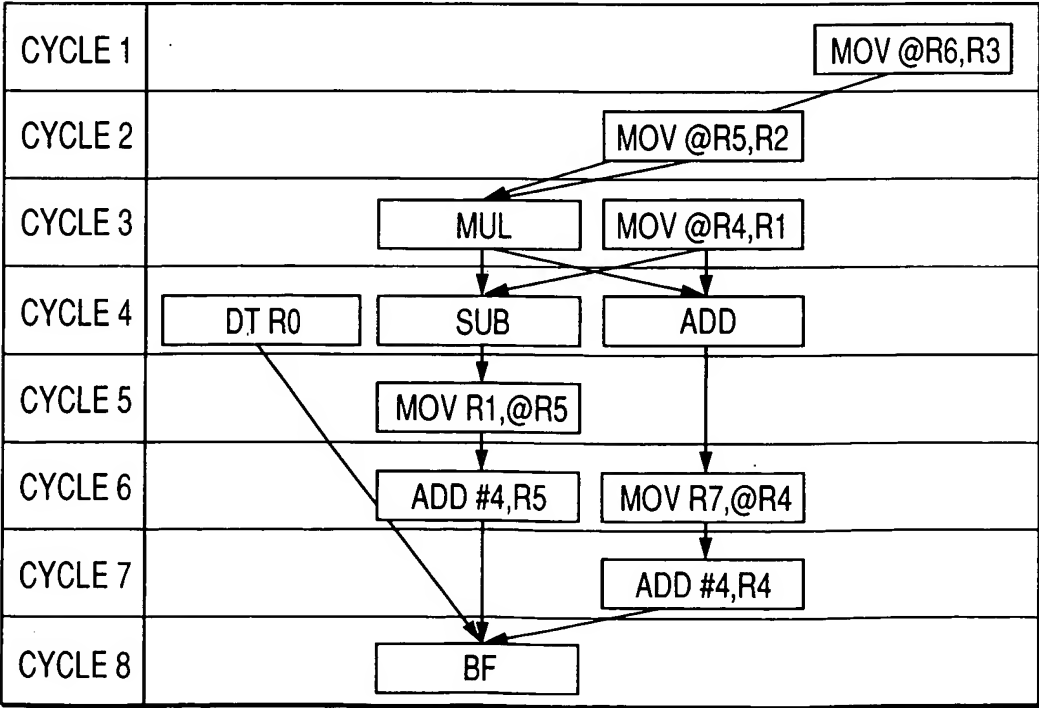 CYCLE 1 MOV @R6,R3
CYCLE 2 MOV @R5,R2
CYCLE 3 MUL MOV @R4,R1
CYCLE 4 DT R0 SUB ADD
CYCLE 5 MOV R1,@R5
CYCLE 6 ADD #4,R5 MOV R7,@R4
CYCLE 7 ADD #4,R4
CYCLE 8 BF